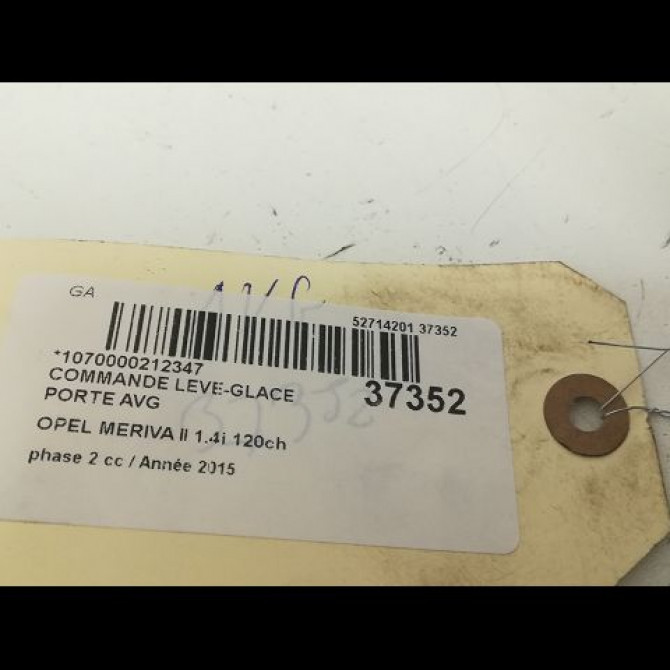 GA
52714201 37352
*1070000212347
COMMANDE LEVE-GLACE
PORTE AVG
37352
OPEL MERIVA II 1.4i 120ch
phase 2 cc / Année 2015